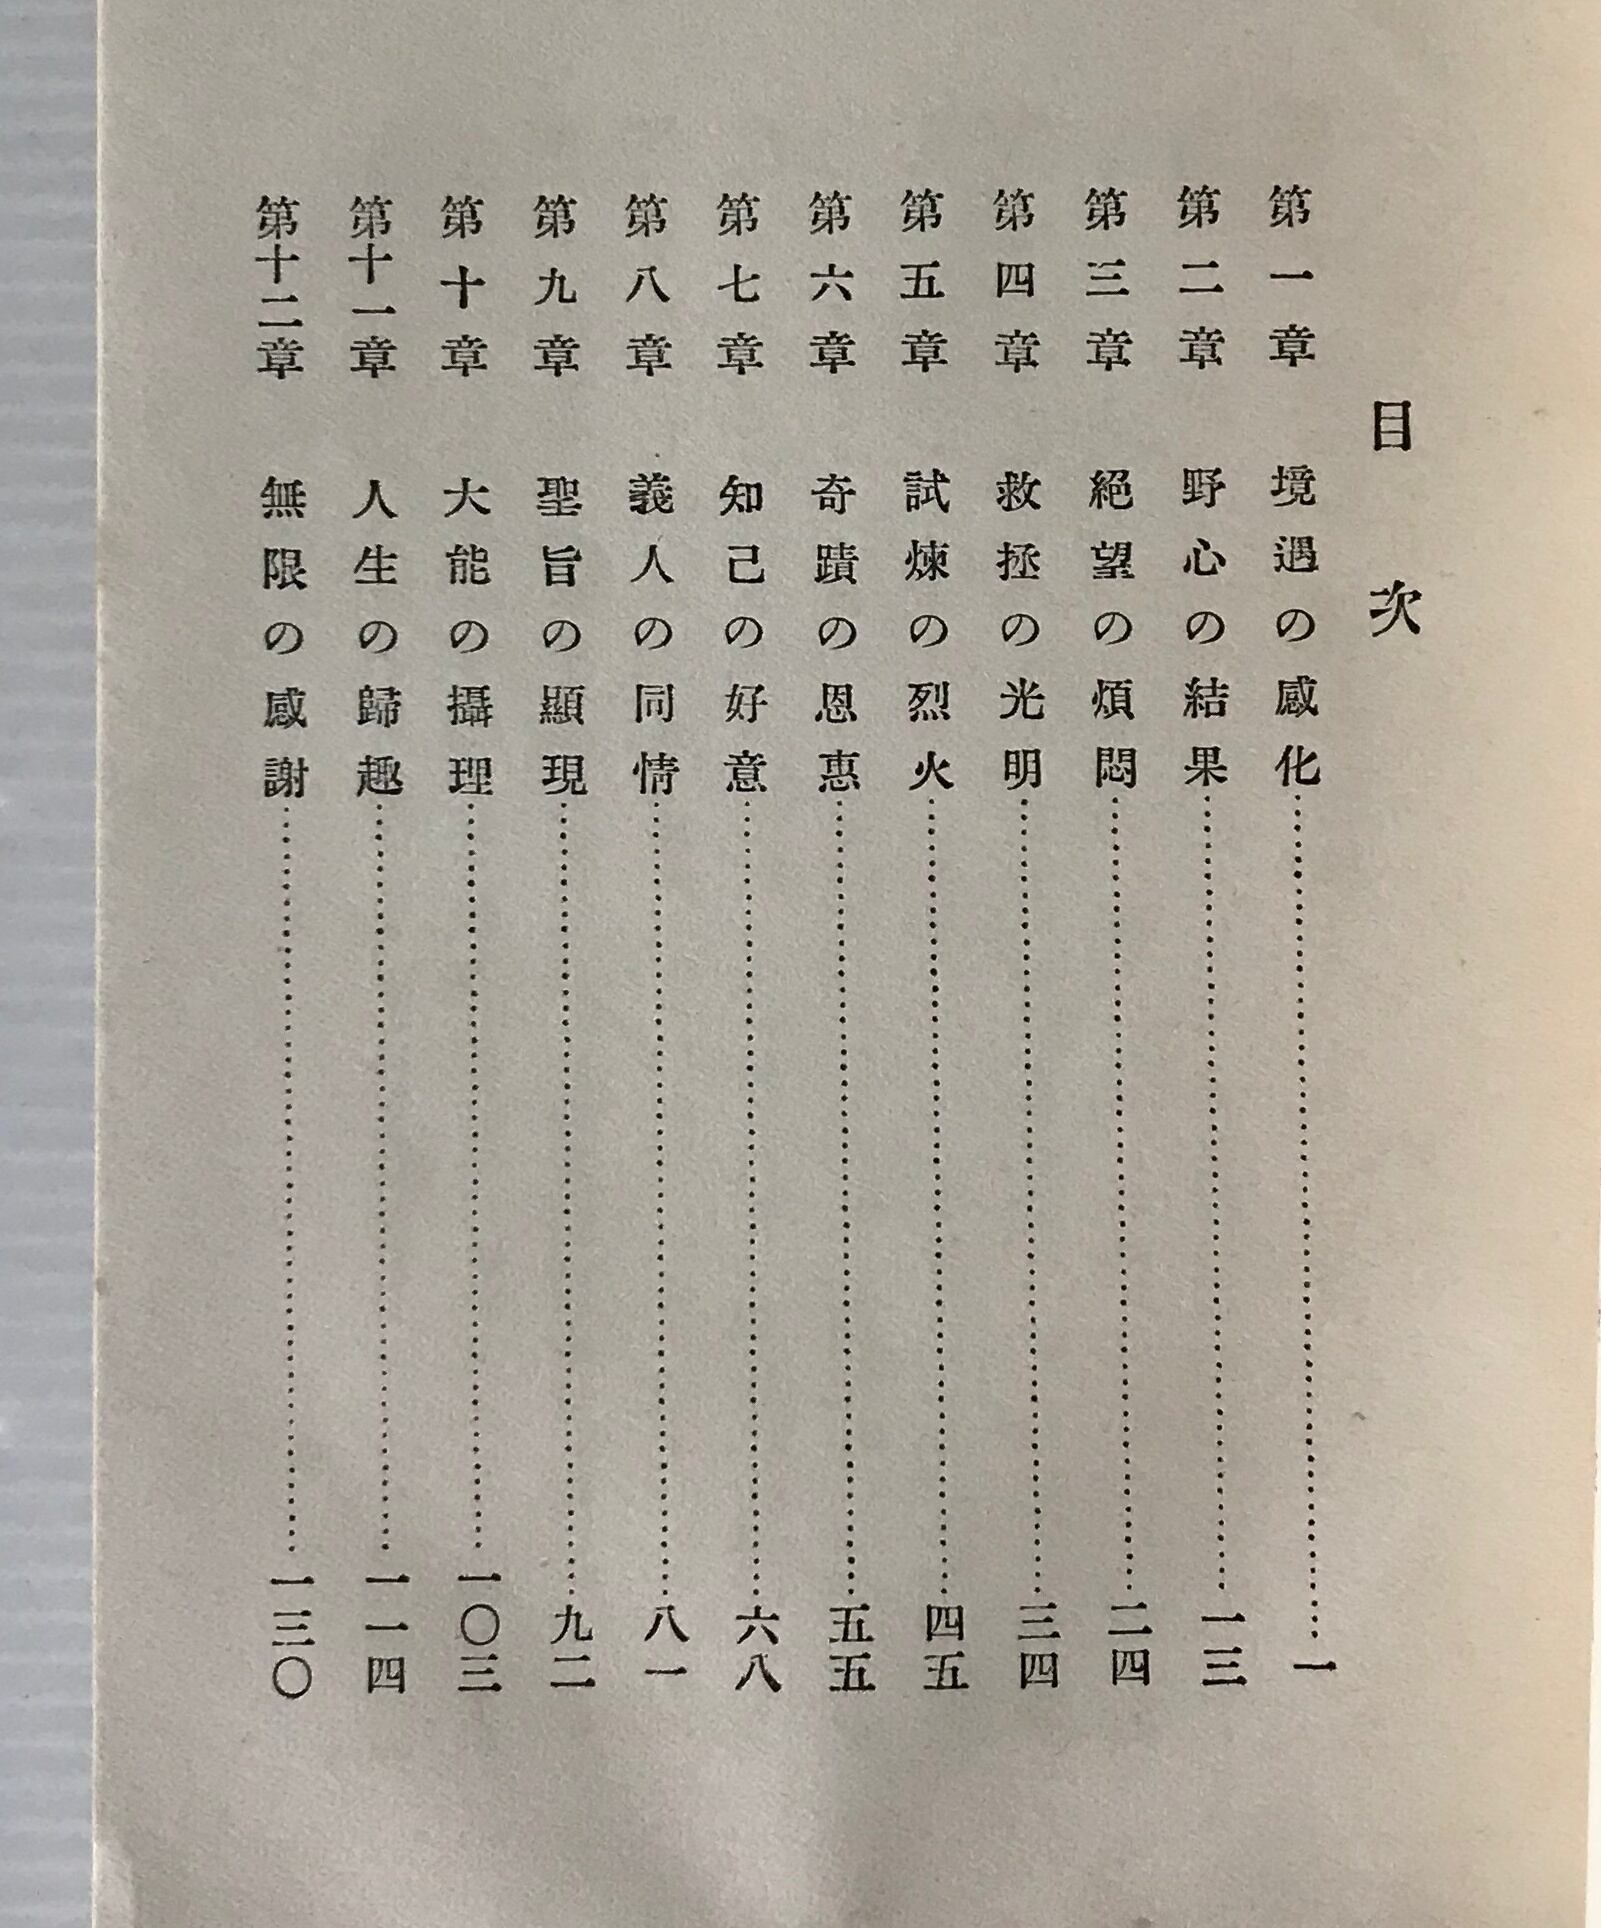 目次
第一章 境遇の感化……一
第二章 野心の結果……一三
第三章 絕望の煩悶……二四
第四章 救拯の光明……三四
第五章 試煉の烈火……四五
第六章 奇蹟の恩惠……五五
第七章 知己の好意……六八
第八章 義人の同情……八一
第九章 聖旨の顯現……九二
第十章 大能の攝理……一〇三
第十一章 人生の歸趣……一一四
第十二章 無限の感謝……一三〇